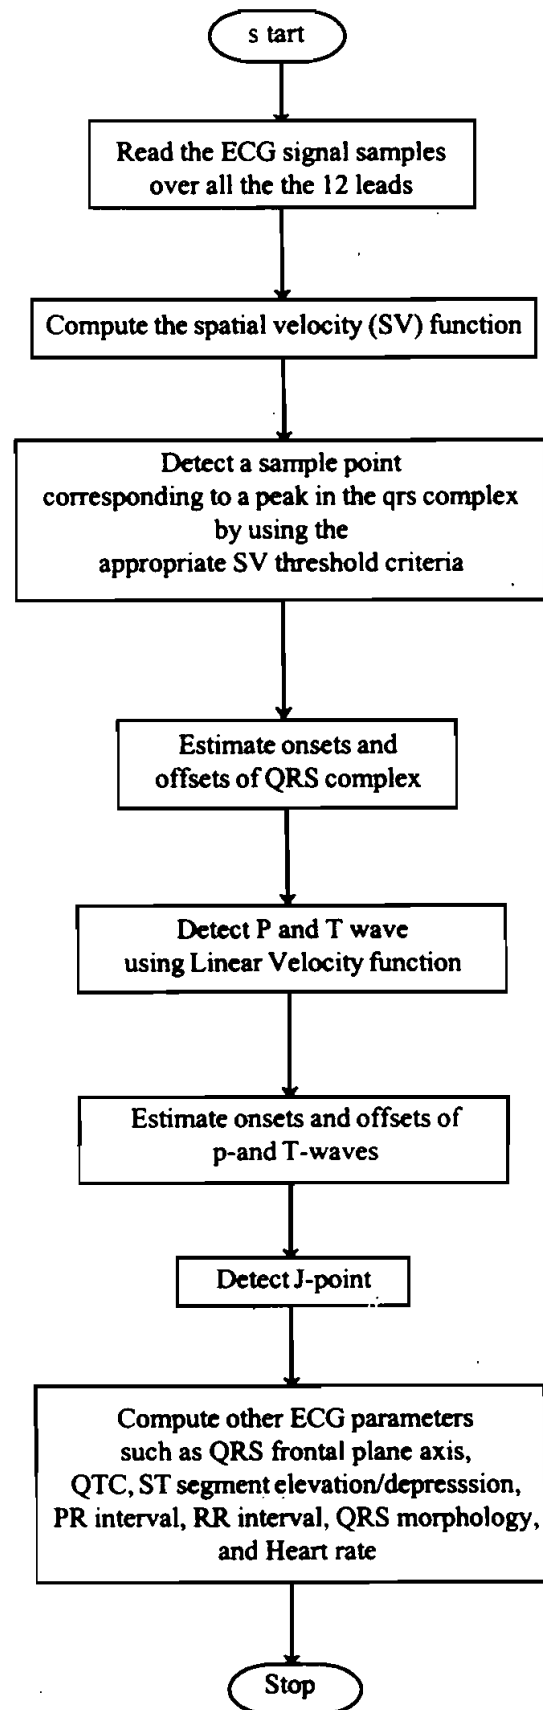 s tart
Read the ECG signal samples
over all the the 12 leads
Compute the spatial velocity (SV) function
Detect a sample point
corresponding to a peak in the qrs complex
by using the
appropriate SV threshold criteria
Estimate onsets and
offsets of QRS complex
Detect P and T wave
using Linear Velocity function
Estimate onsets and offsets of
p-and T-waves
Detect J-point
Compute other ECG parameters
such as QRS frontal plane axis,
QTC, ST segment elevation/depresssion,
PR interval, RR interval, QRS morphology,
and Heart rate
Stop